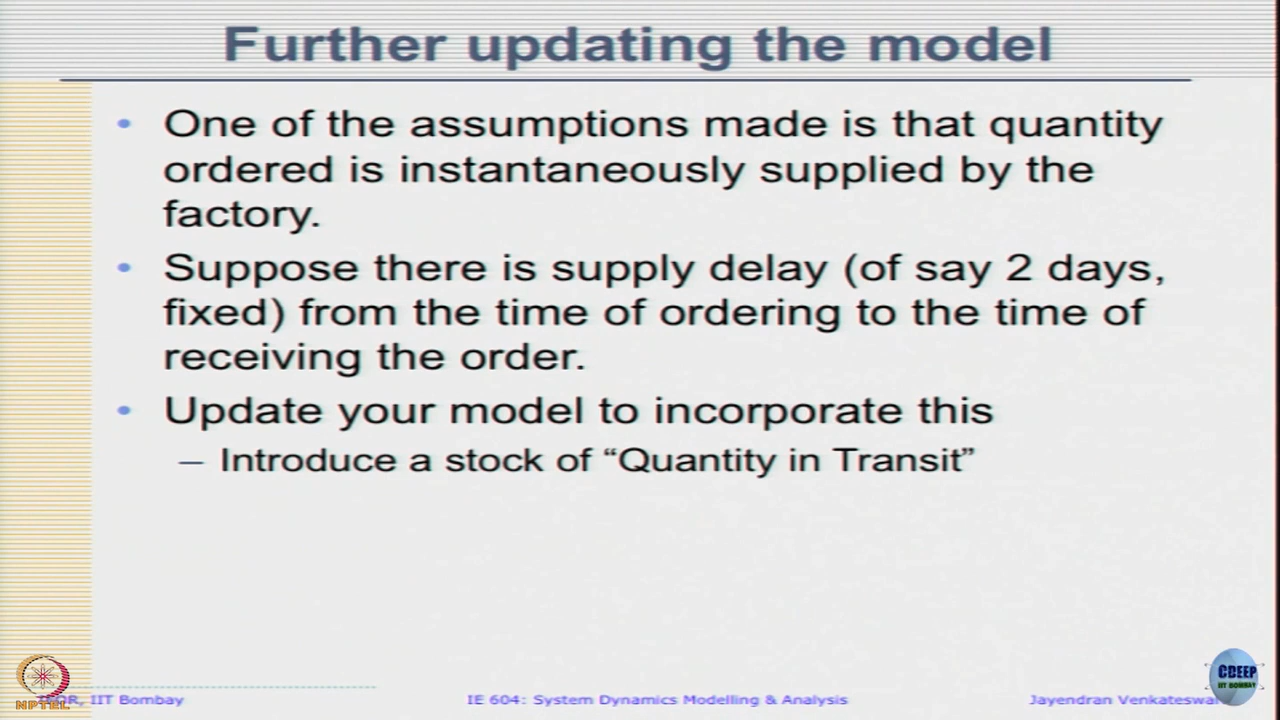 Further updating the model
• One of the assumptions made is that quantity
ordered is instantaneously supplied by the
factory.
• Suppose there is supply delay (of say 2 days,
fixed) from the time of ordering to the time of
receiving the order.
• Update your model to incorporate this
– Introduce a stock of “Quantity in Transit”
CDEEP
IIT BOMBAY
IIT Bombay
IE 604: System Dynamics Modelling & Analysis
Jayendran
NPTEL